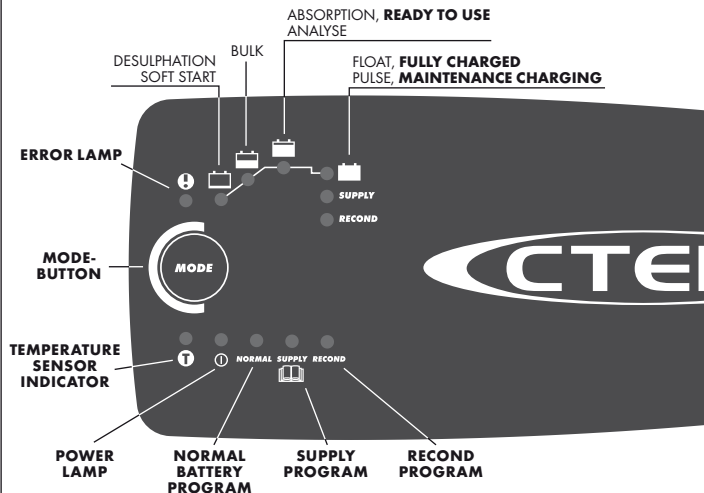 ABSORPTION, READY TO USE
ANALYSE
BULK
DESULPHATION
SOFT START
FLOAT, FULLY CHARGED
PULSE, MAINTENANCE CHARGING
ERROR LAMP
SUPPLY
RECOND
MODE-
BUTTON
MODE
CTE
TEMPERATURE
SENSOR
INDICATOR
T
NORMAL SUPPLY RECOND
POWER
LAMP
NORMAL
BATTERY
PROGRAM
SUPPLY
PROGRAM
RECOND
PROGRAM